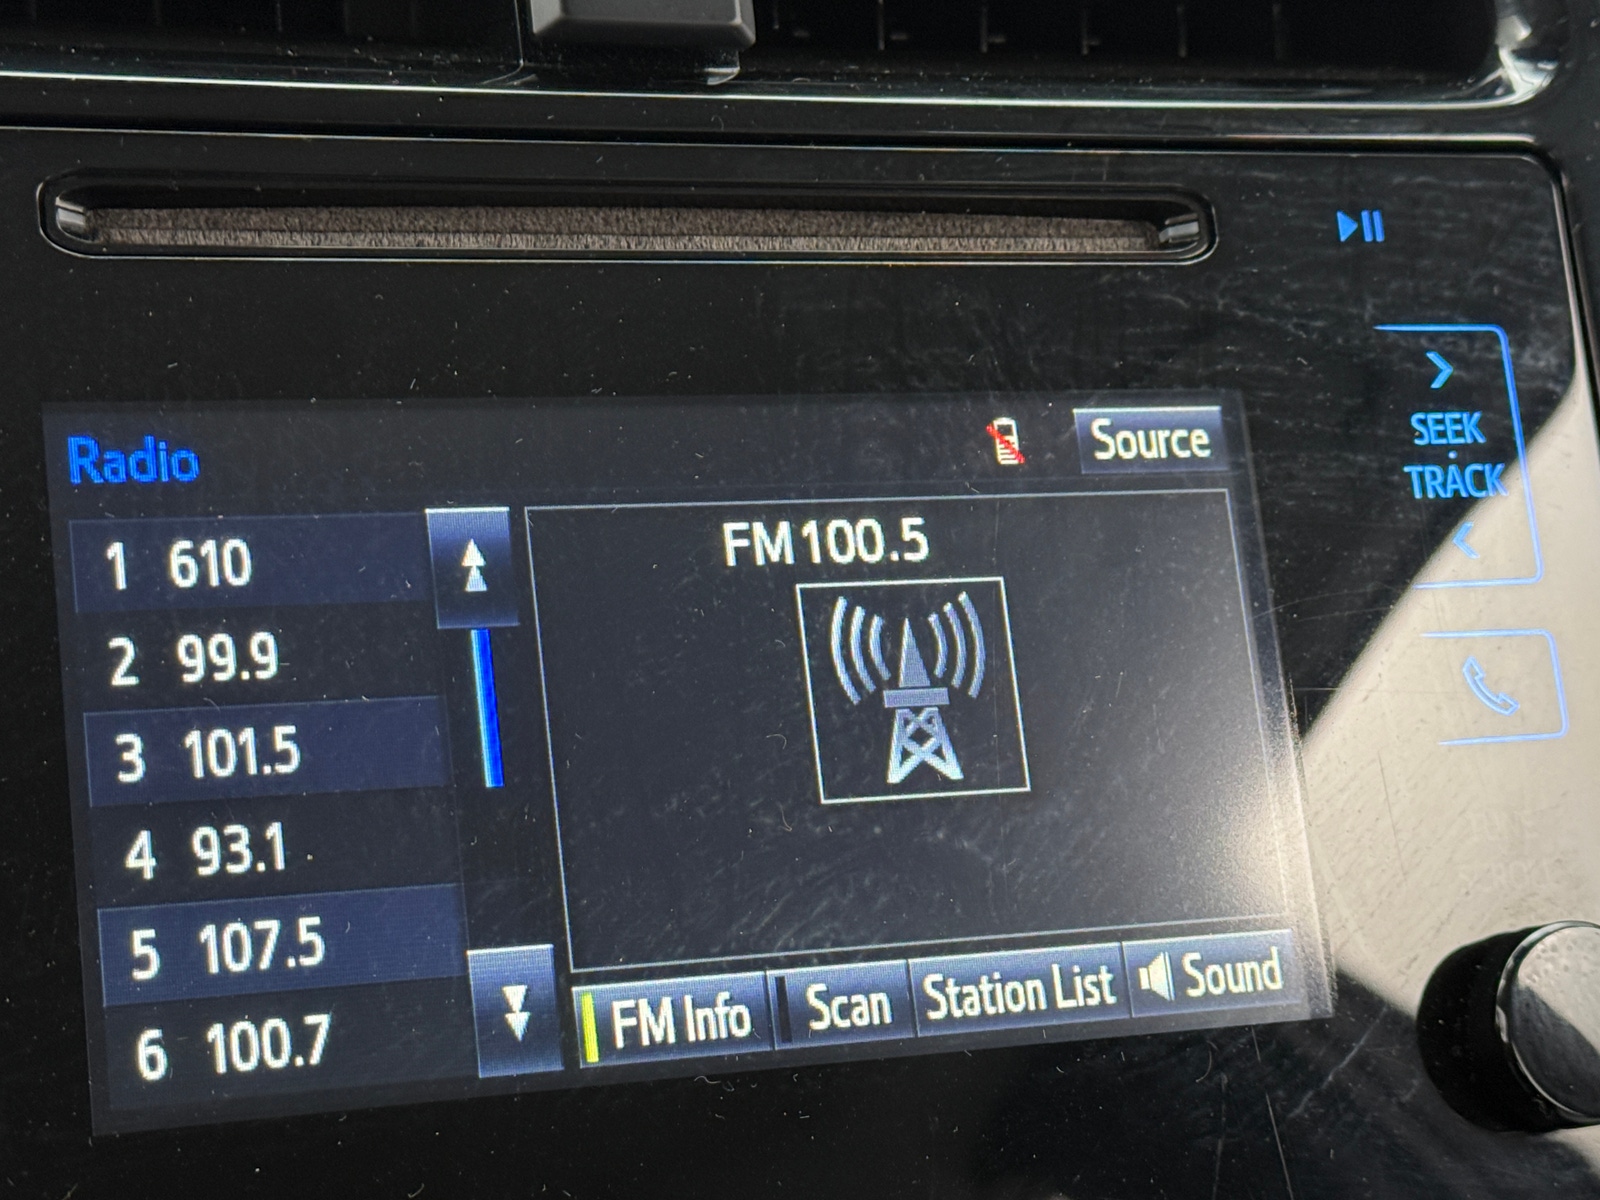 SEEK
TRACK
Radio
Source
1 610
2 99.9
3 101.5
4 93.1
5 107.5
6 100.7
FM 100.5
FM Info
Scan
Station List
Sound